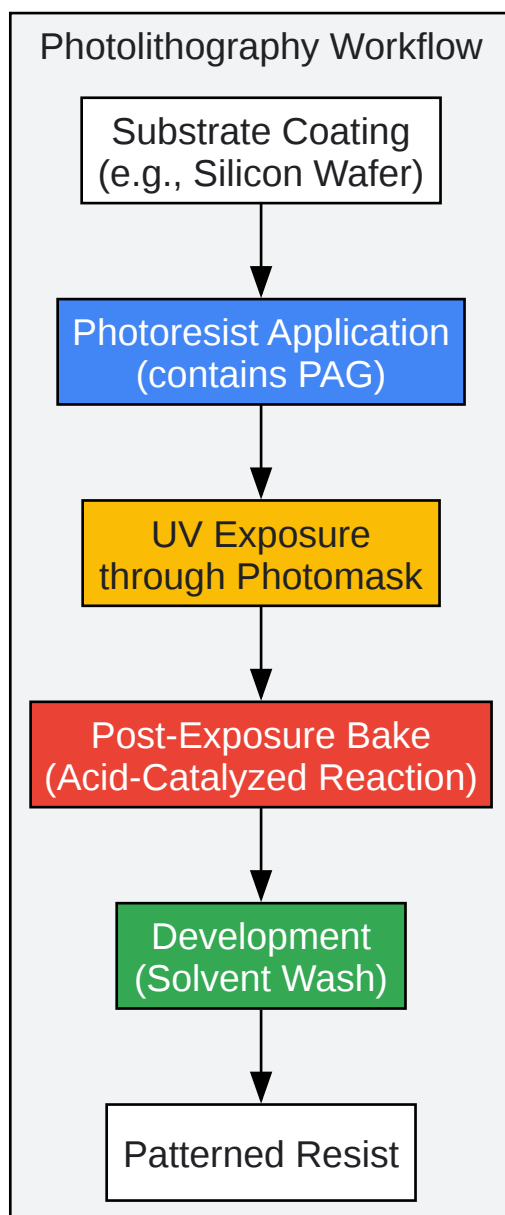 Photolithography Workflow
Substrate Coating
(e.g., Silicon Wafer)
Photoresist Application
(contains PAG)
UV Exposure
through Photomask
Post-Exposure Bake
(Acid-Catalyzed Reaction)
Development
(Solvent Wash)
Patterned Resist